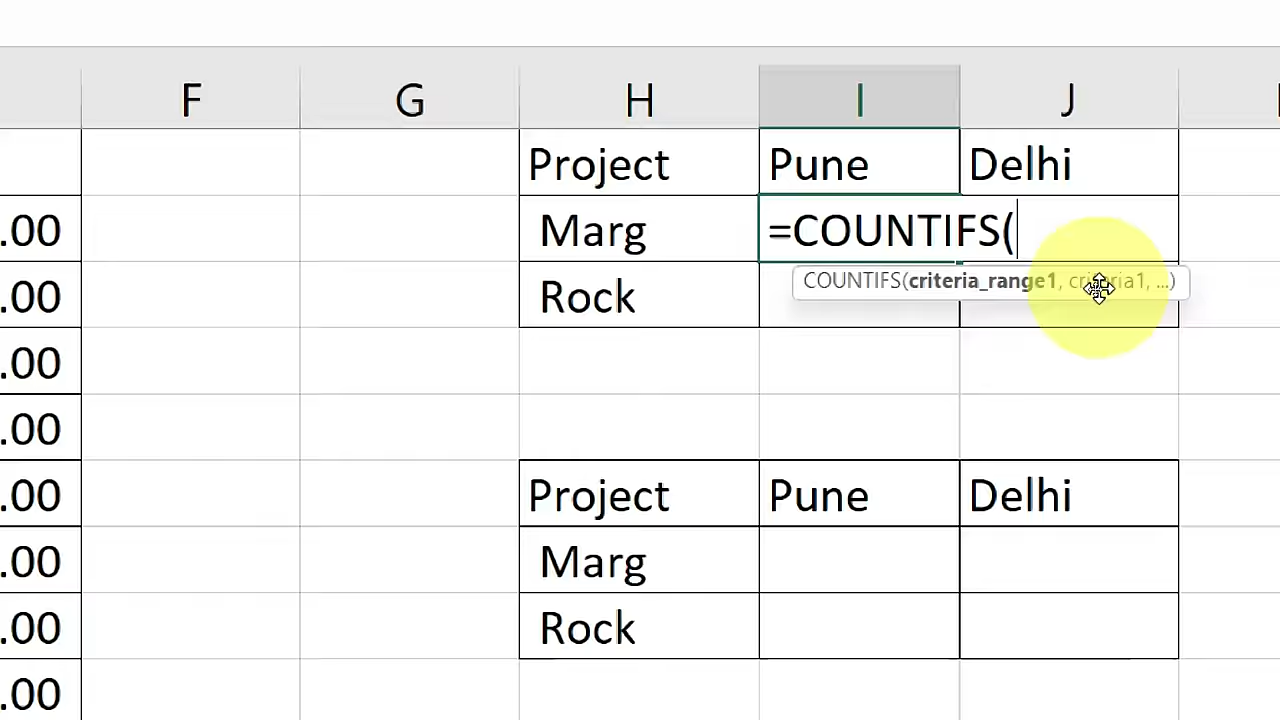 F G H I J
Project Pune Delhi
.00 Marg =COUNTIFS(
COUNTIFS(criteria_range1, criteria1, ...)
Rock
.00
.00
.00 Project Pune Delhi
.00 Marg
.00 Rock
.00